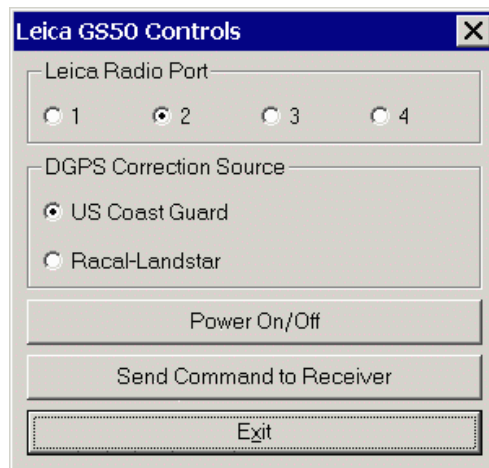 Leica GS50 Controls
Leica Radio Port
1 2 3 4
DGPS Correction Source
US Coast Guard
Racal-Landstar
Power On/Off
Send Command to Receiver
Exit